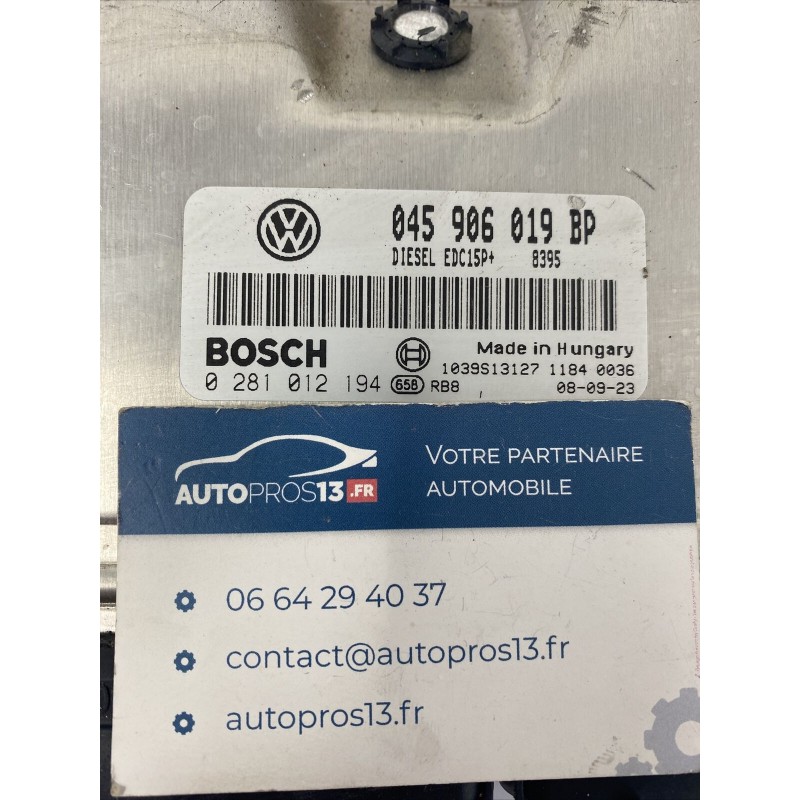 045 906 019 BP
DIESEL EDC15P+ 8395
BOSCH
Made in Hungary
1039S13127 1184 0036
0 281 012 194 658 RB8 08-09-23
AUTOPROS13.FR
VOTRE PARTENAIRE
AUTOMOBILE
06 64 29 40 37
contact@autopros13.fr
autopros13.fr